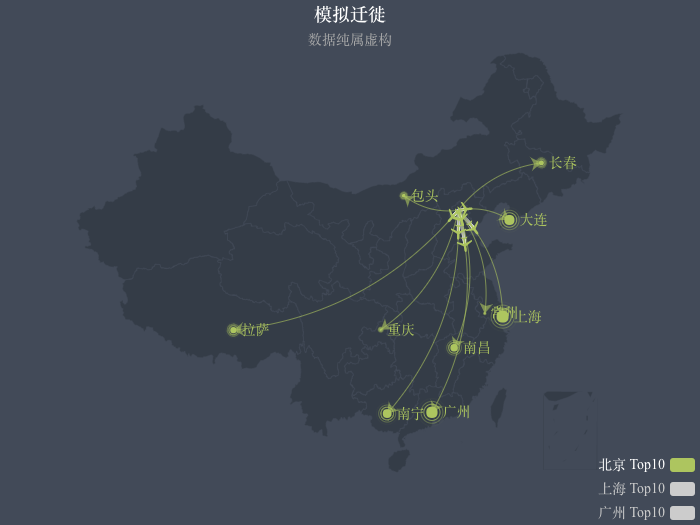 模拟迁徙
数据纯属虚构
长春
包头
大连
常州
上海
拉萨
重庆
南昌
南宁
广州
北京 Top10
上海 Top10
广州 Top10